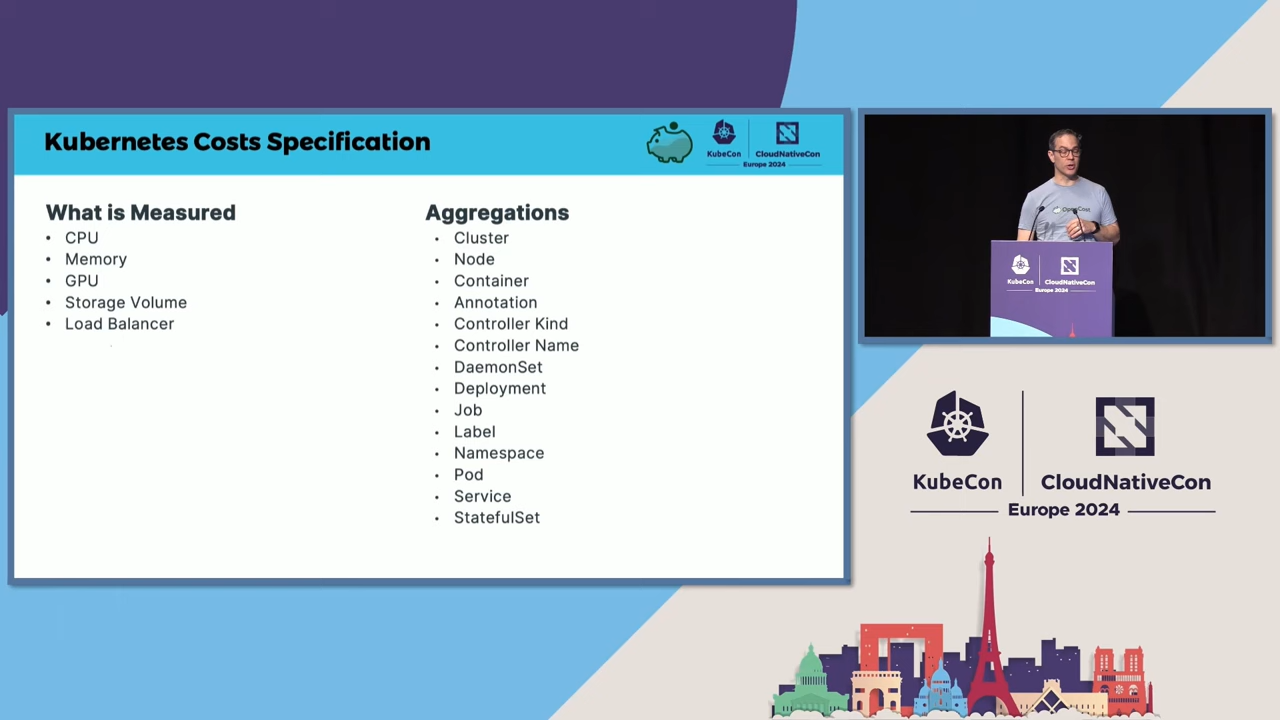 Kubernetes Costs Specification
KubeCon
CloudNativeCon
Europe 2024
What is Measured
• CPU
• Memory
• GPU
• Storage Volume
• Load Balancer
Aggregations
• Cluster
• Node
• Container
• Annotation
• Controller Kind
• Controller Name
• DaemonSet
• Deployment
• Job
• Label
• Namespace
• Pod
• Service
• StatefulSet
OpenCost
KubeCon
CloudNativeCon
Europe 2024
KubeCon
CloudNativeCon
Europe 2024